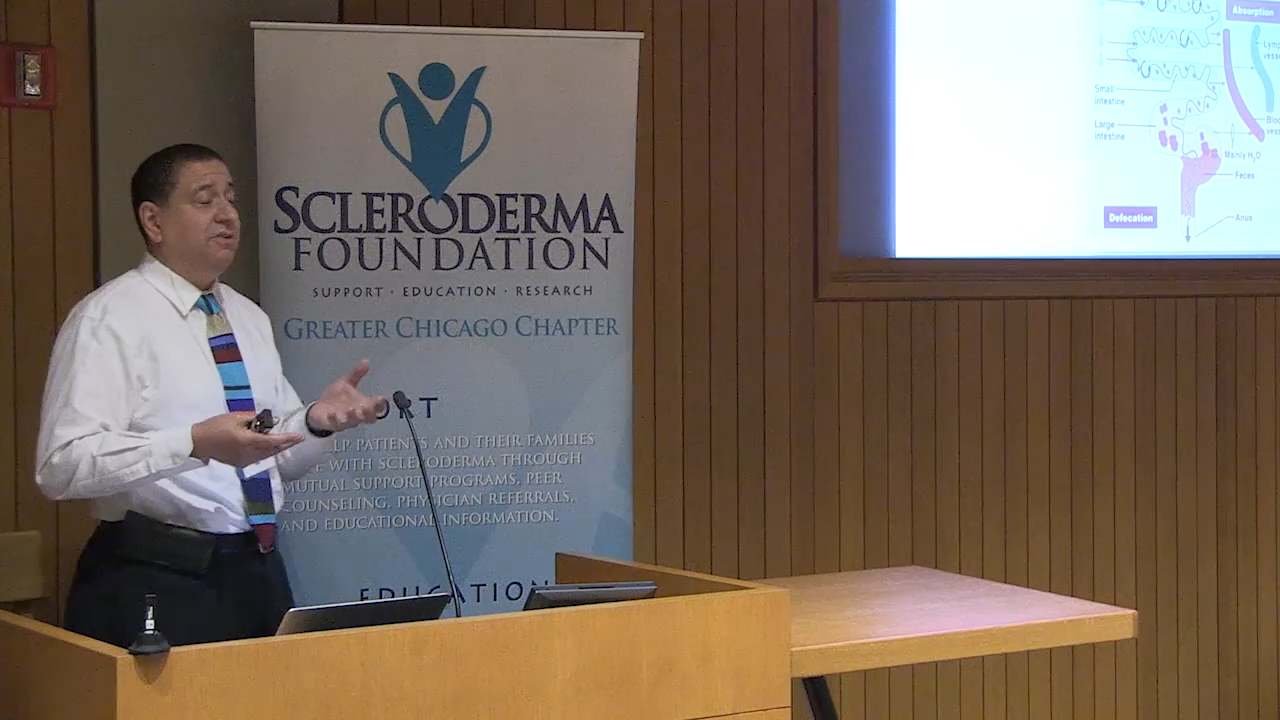 SCLERODERMA
FOUNDATION
SUPPORT · EDUCATION · RESEARCH
GREATER CHICAGO CHAPTER
PATIENTS AND THEIR FAMILIES
WITH SCLERODERMA THROUGH
MUTUAL SUPPORT PROGRAMS, PEER
COUNSELING, PHYSICIAN REFERRALS,
AND EDUCATIONAL INFORMATION.
EDUCATION
Absorption
Small
intestine
Large
intestine
Mainly H₂O
Feces
Defecation
Anus